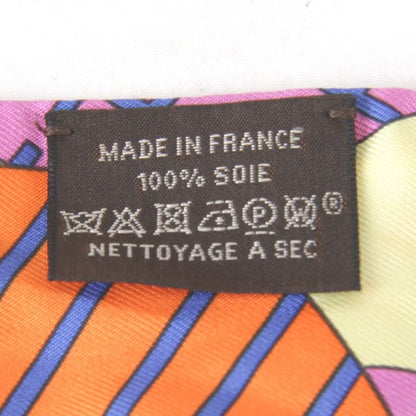 MADE IN FRANCE
100% SOIE
P W ®
NETTOYAGE A SEC